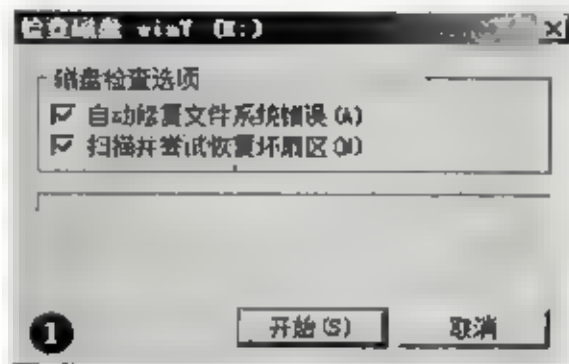 检查磁盘 win7 (E:)
磁盘检查选项
自动修复文件系统错误(A)
扫描并尝试恢复坏扇区(N)
开始(S)
取消
1